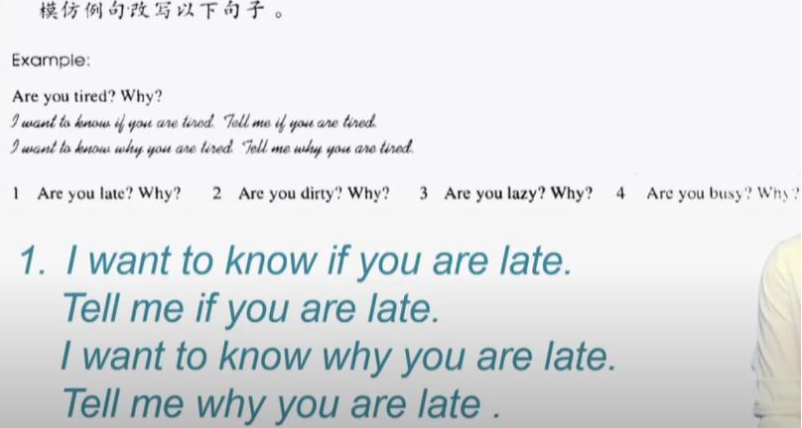 模仿例句改写以下句子。
Example:
Are you tired? Why?
I want to know if you are tired. Tell me if you are tired.
I want to know why you are tired. Tell me why you are tired.
1 Are you late? Why? 2 Are you dirty? Why? 3 Are you lazy? Why? 4 Are you busy? Why?
1. I want to know if you are late.
Tell me if you are late.
I want to know why you are late.
Tell me why you are late .